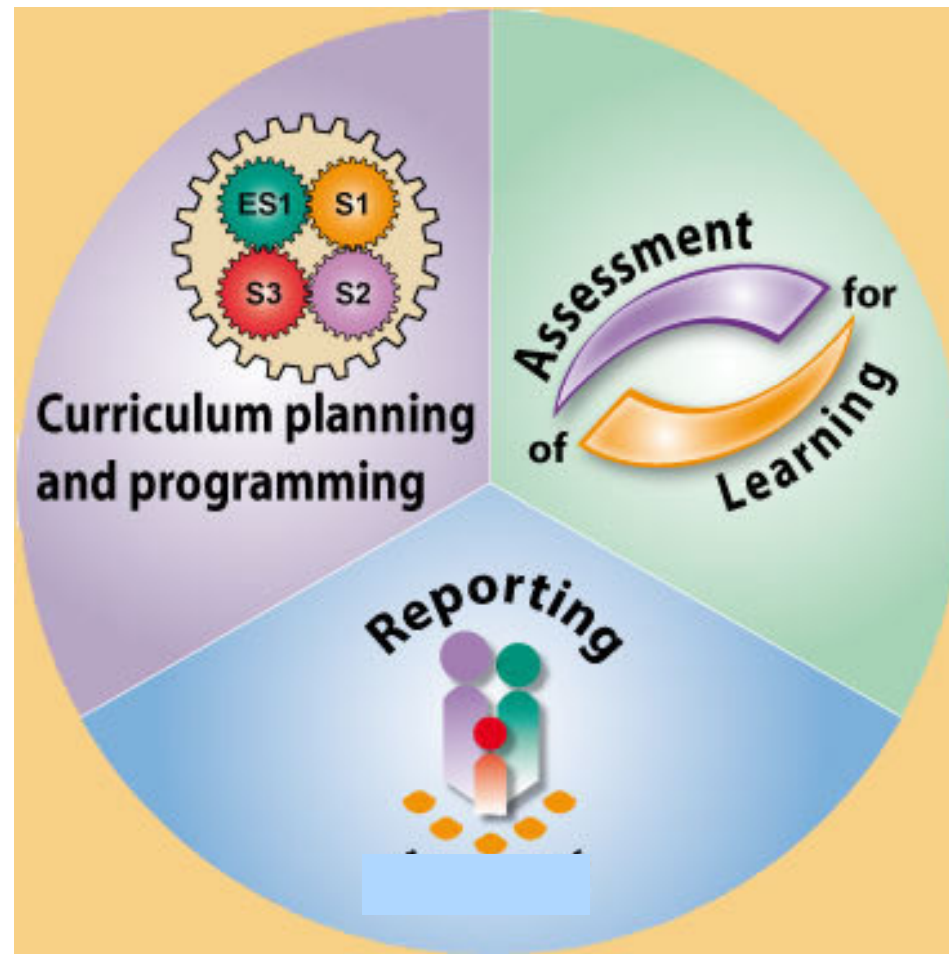 ES1 S1
S3 S2
Curriculum planning
and programming
Assessment
for
of
Learning
Reporting